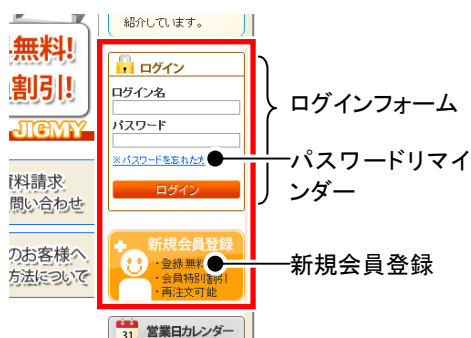 紹介しています。
無料!
割引!
JIGMY
資料請求
問い合わせ
のお客様へ
方法について
ログイン
ログイン名
パスワード
※パスワードを忘れた方
ログイン
新規会員登録
・登録無料
・会員特別割引
・再注文可能
31 営業日カレンダー
ログインフォーム
パスワードリマイ
ンダー
新規会員登録